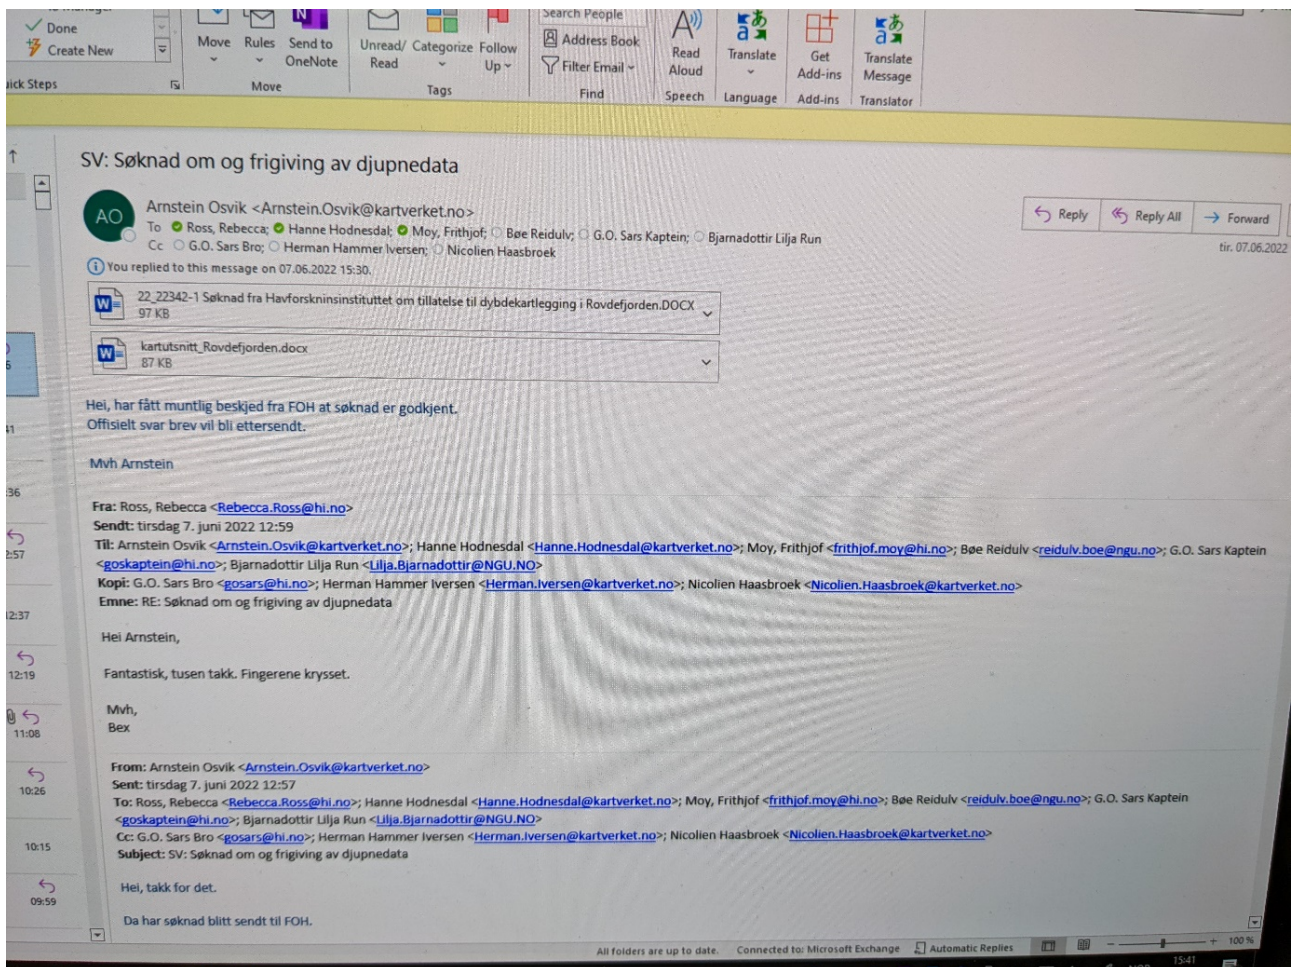 Done
Create New
Quick Steps
Move
Rules
Send to
OneNote
Move
Unread/
Read
Categorize
Follow
Up
Tags
Search People
Address Book
Filter Email
Find
Read
Aloud
Speech
Translate
Language
Get
Add-ins
Add-ins
Translate
Message
Translator
SV: Søknad om og frigiving av djupnedata
AO
Arnstein Osvik <Arnstein.Osvik@kartverket.no>
To Ross, Rebecca; Hanne Hodnesdal; Moy, Frithjof; Bøe Reidulv; G.O. Sars Kaptein; Bjarnadottir Lilja Run
Cc G.O. Sars Bro; Herman Hammer Iversen; Nicolien Haasbroek
Reply
Reply All
Forward
tir. 07.06.2022
You replied to this message on 07.06.2022 15:30.
22_22342-1 Søknad fra Havforskninsinstituttet om tillatelse til dybdekartlegging i Rovdefjorden.DOCX
97 KB
kartutsnitt_Rovdefjorden.docx
87 KB
Hei, har fått muntlig beskjed fra FOH at søknad er godkjent.
Offisielt svar brev vil bli ettersendt.
Mvh Arnstein
Fra: Ross, Rebecca <Rebecca.Ross@hi.no>
Sendt: tirsdag 7. juni 2022 12:59
Til: Arnstein Osvik <Arnstein.Osvik@kartverket.no>; Hanne Hodnesdal <Hanne.Hodnesdal@kartverket.no>; Moy, Frithjof <frithjof.moy@hi.no>; Bøe Reidulv <reidulv.boe@ngu.no>; G.O. Sars Kaptein
<goskaptein@hi.no>; Bjarnadottir Lilja Run <Lilja.Bjarnadottir@NGU.NO>
Kopi: G.O. Sars Bro <gosars@hi.no>; Herman Hammer Iversen <Herman.Iversen@kartverket.no>; Nicolien Haasbroek <Nicolien.Haasbroek@kartverket.no>
Emne: RE: Søknad om og frigiving av djupnedata
Hei Arnstein,
Fantastisk, tusen takk. Fingerene krysset.
Mvh,
Bex
From: Arnstein Osvik <Arnstein.Osvik@kartverket.no>
Sent: tirsdag 7. juni 2022 12:57
To: Ross, Rebecca <Rebecca.Ross@hi.no>; Hanne Hodnesdal <Hanne.Hodnesdal@kartverket.no>; Moy, Frithjof <frithjof.moy@hi.no>; Bøe Reidulv <reidulv.boe@ngu.no>; G.O. Sars Kaptein
<goskaptein@hi.no>; Bjarnadottir Lilja Run <Lilja.Bjarnadottir@NGU.NO>
Cc: G.O. Sars Bro <gosars@hi.no>; Herman Hammer Iversen <Herman.Iversen@kartverket.no>; Nicolien Haasbroek <Nicolien.Haasbroek@kartverket.no>
Subject: SV: Søknad om og frigiving av djupnedata
Hei, takk for det.
Da har søknad blitt sendt til FOH.
12:37
12:19
11:08
10:26
10:15
09:59
All folders are up to date.
Connected to: Microsoft Exchange
Automatic Replies
100 %
15:41